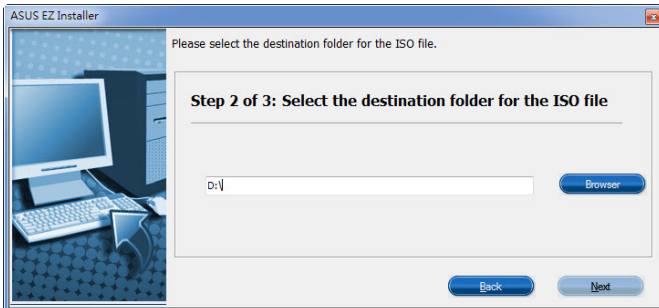 ASUS EZ Installer
Please select the destination folder for the ISO file.
Step 2 of 3: Select the destination folder for the ISO file
D:\
Browser
Back
Next